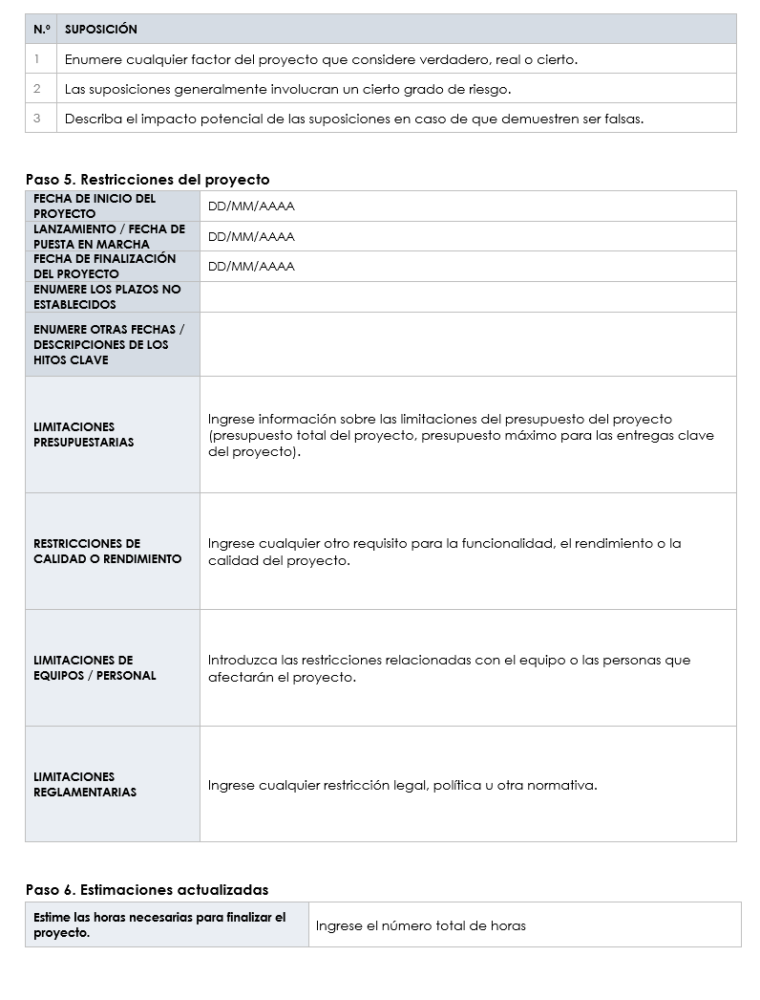 N.º SUPOSICIÓN
1 Enumere cualquier factor del proyecto que considere verdadero, real o cierto.
2 Las suposiciones generalmente involucran un cierto grado de riesgo.
3 Describa el impacto potencial de las suposiciones en caso de que demuestren ser falsas.
Paso 5. Restricciones del proyecto
FECHA DE INICIO DEL
PROYECTO
DD/MM/AAAA
LANZAMIENTO / FECHA DE
PUESTA EN MARCHA
DD/MM/AAAA
FECHA DE FINALIZACIÓN
DEL PROYECTO
DD/MM/AAAA
ENUMERE LOS PLAZOS NO
ESTABLECIDOS
ENUMERE OTRAS FECHAS /
DESCRIPCIONES DE LOS
HITOS CLAVE
LIMITACIONES
PRESUPUESTARIAS
Ingrese información sobre las limitaciones del presupuesto del proyecto
(presupuesto total del proyecto, presupuesto máximo para las entregas clave
del proyecto).
RESTRICCIONES DE
CALIDAD O RENDIMIENTO
Ingrese cualquier otro requisito para la funcionalidad, el rendimiento o la
calidad del proyecto.
LIMITACIONES DE
EQUIPOS / PERSONAL
Introduzca las restricciones relacionadas con el equipo o las personas que
afectarán el proyecto.
LIMITACIONES
REGLAMENTARIAS
Ingrese cualquier restricción legal, política u otra normativa.
Paso 6. Estimaciones actualizadas
Estime las horas necesarias para finalizar el
proyecto.
Ingrese el número total de horas